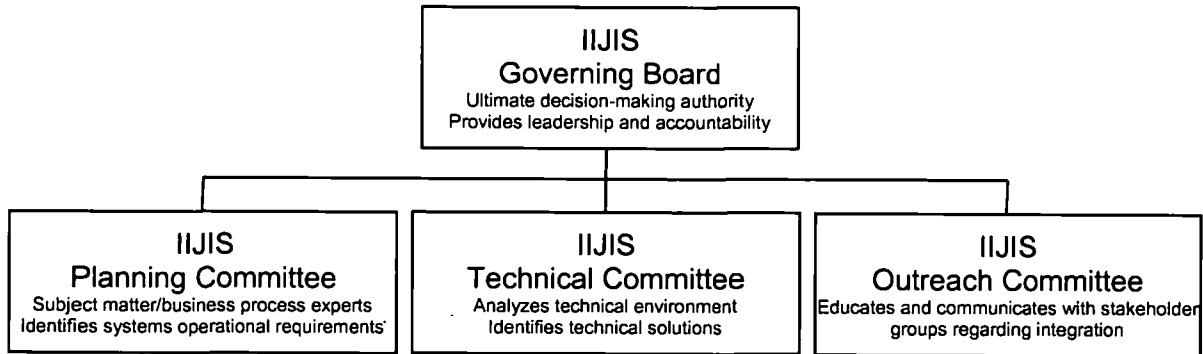 IIJIS
Governing Board
Ultimate decision-making authority
Provides leadership and accountability
IIJIS
Planning Committee
Subject matter/business process experts
Identifies systems operational requirements
IIJIS
Technical Committee
Analyzes technical environment
Identifies technical solutions
IIJIS
Outreach Committee
Educates and communicates with stakeholder
groups regarding integration